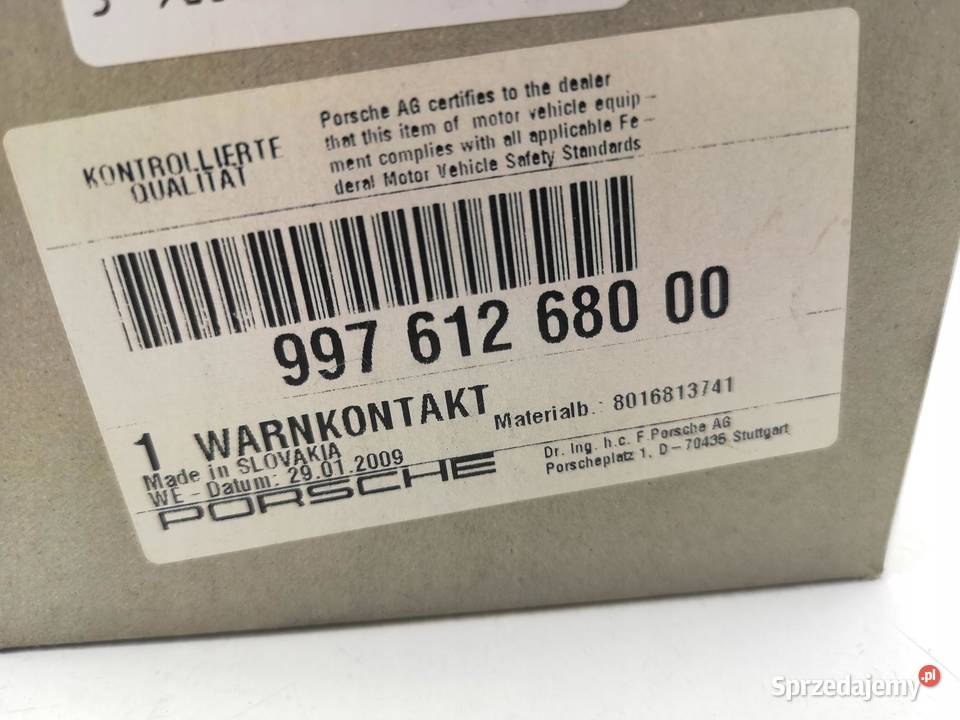 KONTROLLIERTE
QUALITÄT
Porsche AG certifies to the dealer
that this item of motor vehicle equip-
ment complies with all applicable Fe-
deral Motor Vehicle Safety Standards
997 612 680 00
1 WARNKONTAKT
Materialb.: 8016813741
Made in SLOVAKIA
WE - Datum: 29.01.2009
Dr. Ing. h.c. F.Porsche AG
Porscheplatz 1, D-70435 Stuttgart
PORSCHE
Sprzedajemy.pl